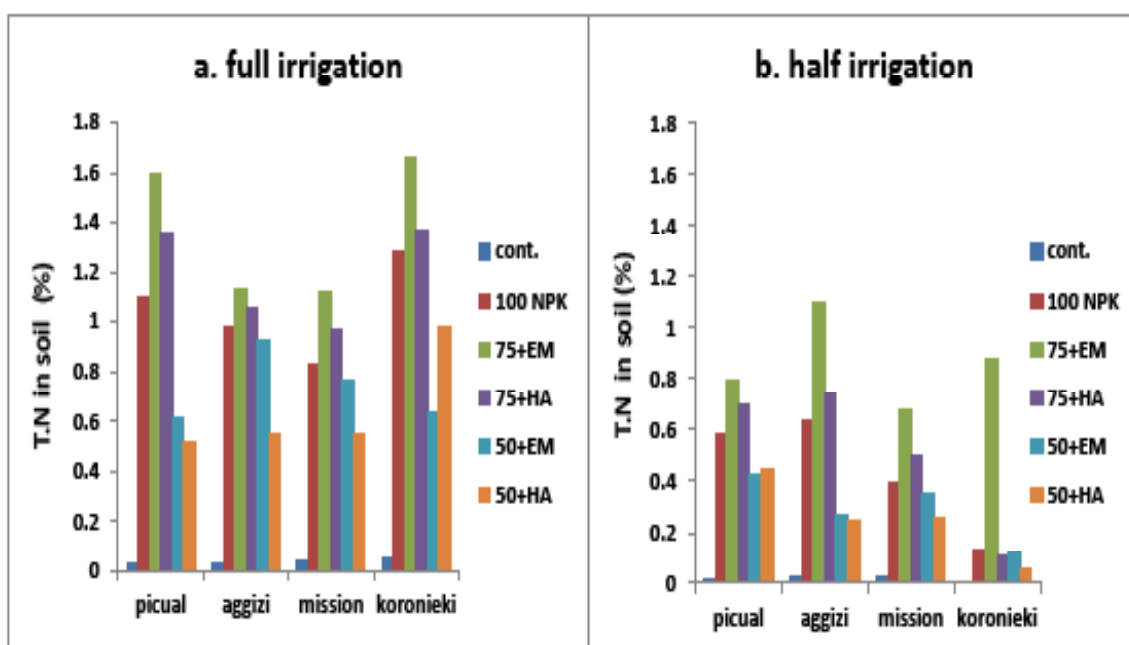 a. full irrigation
T.N in soil (%)
1.8
1.6
1.4
1.2
1
0.8
0.6
0.4
0.2
0
picual aggizi mission koronieki
cont.
100 NPK
75+EM
75+HA
50+EM
50+HA
b. half irrigation
T.N in soil (%)
1.8
1.6
1.4
1.2
1
0.8
0.6
0.4
0.2
0
picual aggizi mission koronieki
cont.
100 NPK
75+EM
75+HA
50+EM
50+HA